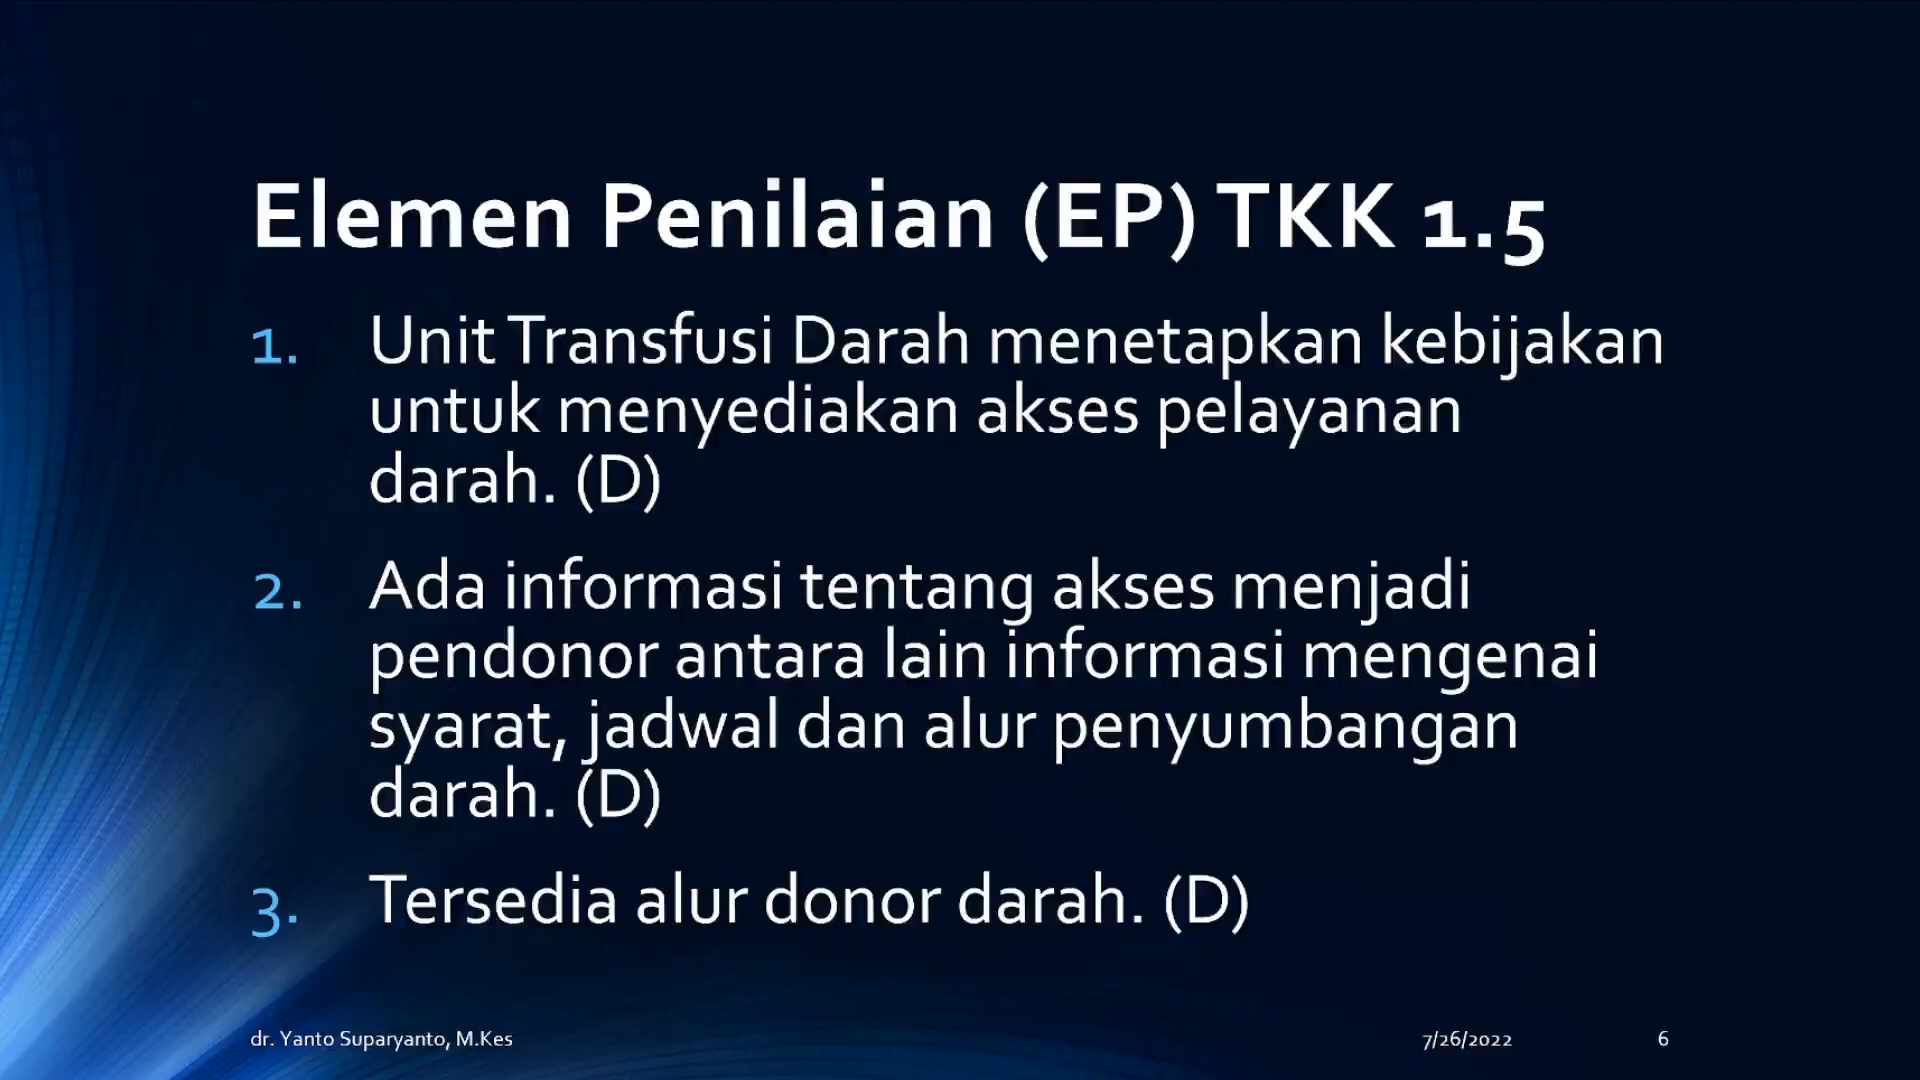 Elemen Penilaian (EP) TKK 1.5
1. Unit Transfusi Darah menetapkan kebijakan
untuk menyediakan akses pelayanan
darah. (D)
2. Ada informasi tentang akses menjadi
pendonor antara lain informasi mengenai
syarat, jadwal dan alur penyumbangan
darah. (D)
3. Tersedia alur donor darah. (D)
dr. Yanto Suparyanto, M.Kes 7/26/2022 6